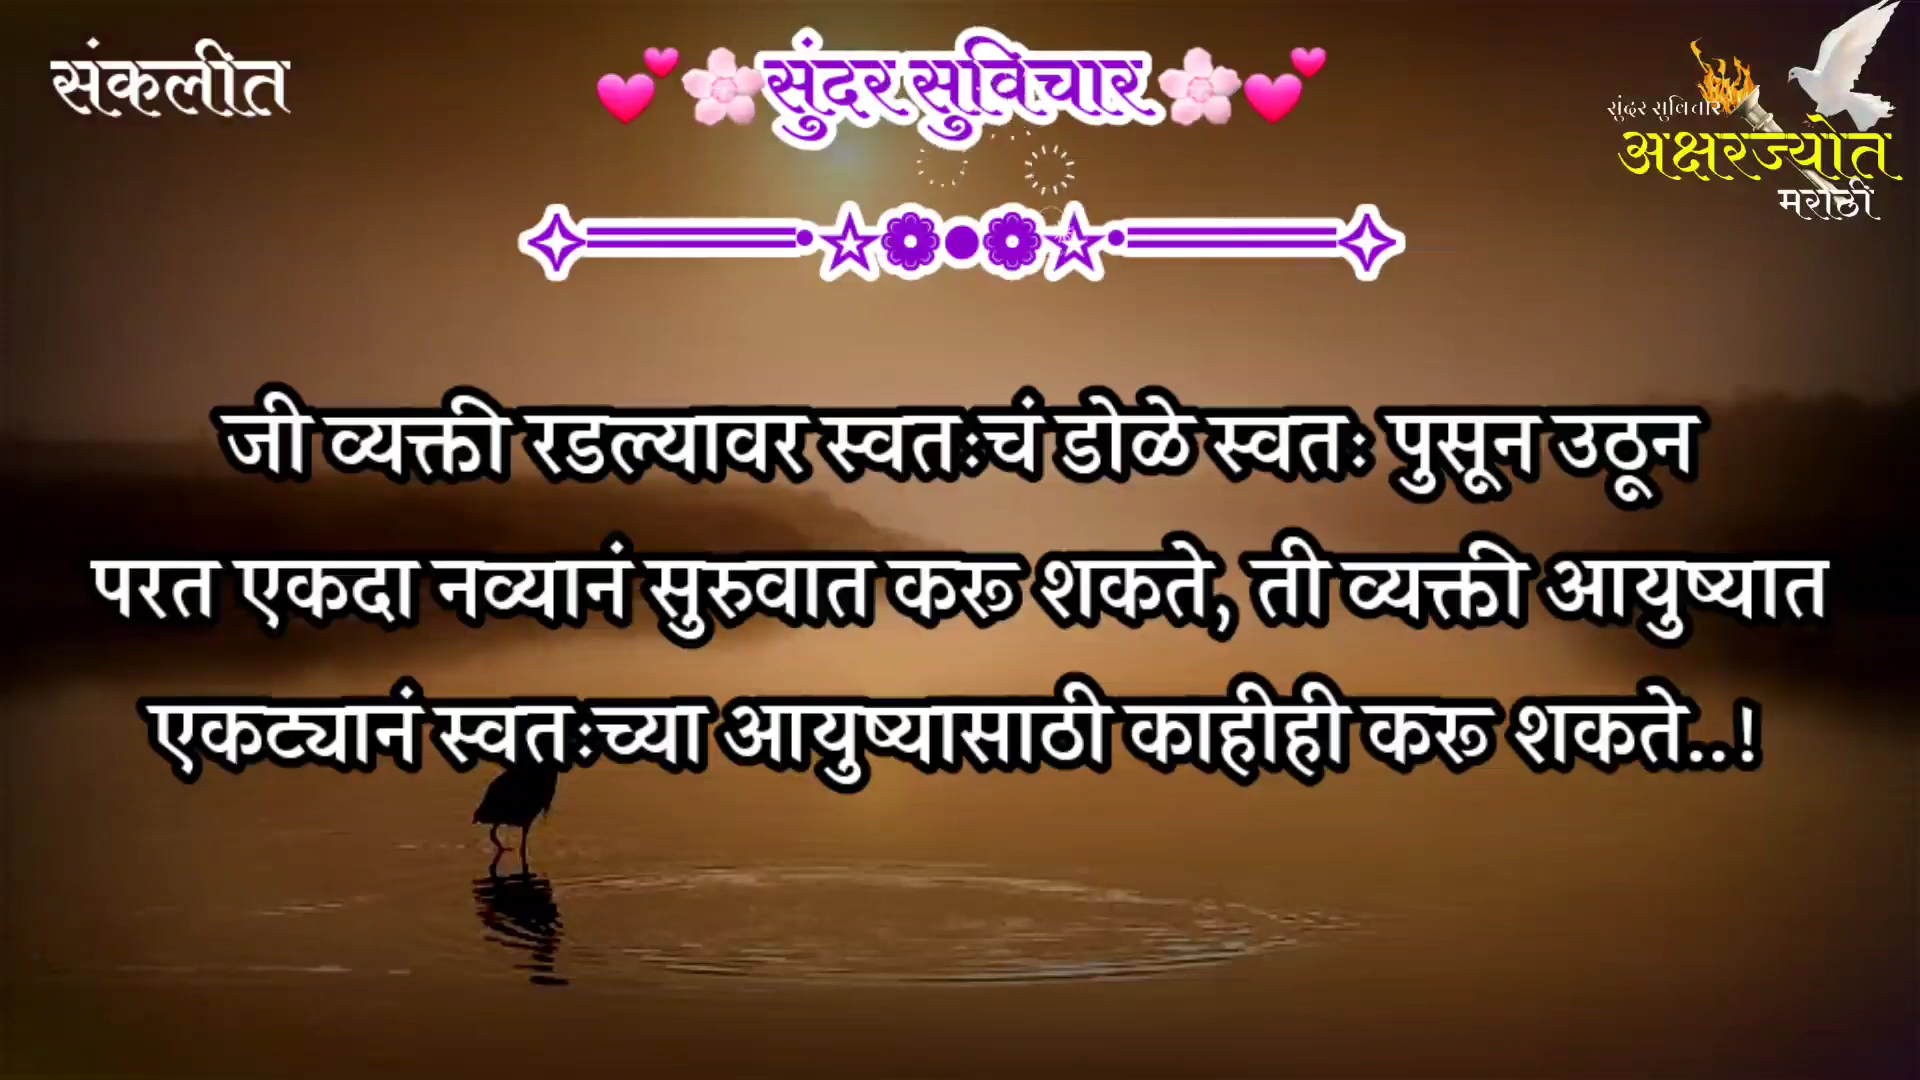 संकलीत
💕🌸सुंदर सुविचार🌸💕
सुंदर सुविचार
अक्षरज्योत
मराठी
जी व्यक्ती रडल्यावर स्वतःचं डोळे स्वतः पुसून उठून
परत एकदा नव्यानं सुरुवात करू शकते, ती व्यक्ती आयुष्यात
एकट्यानं स्वतःच्या आयुष्यासाठी काहीही करू शकते..!